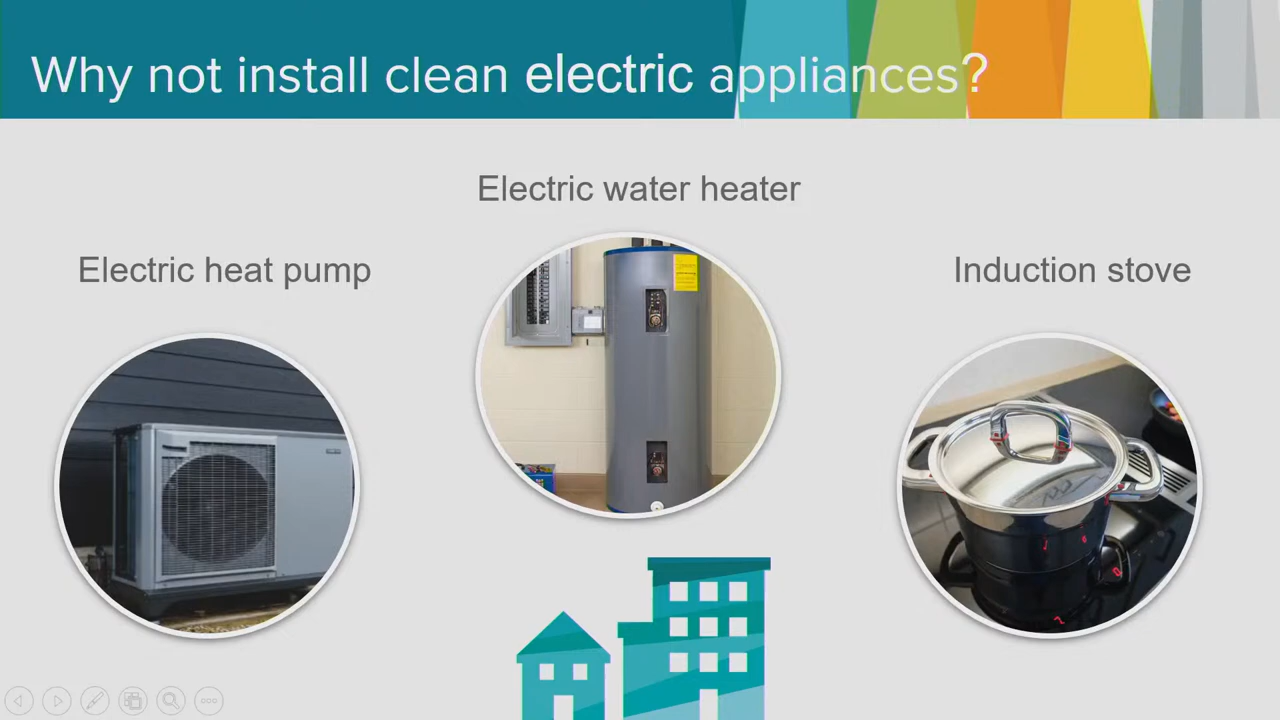 Why not install clean electric appliances?
Electric water heater
Electric heat pump
Induction stove